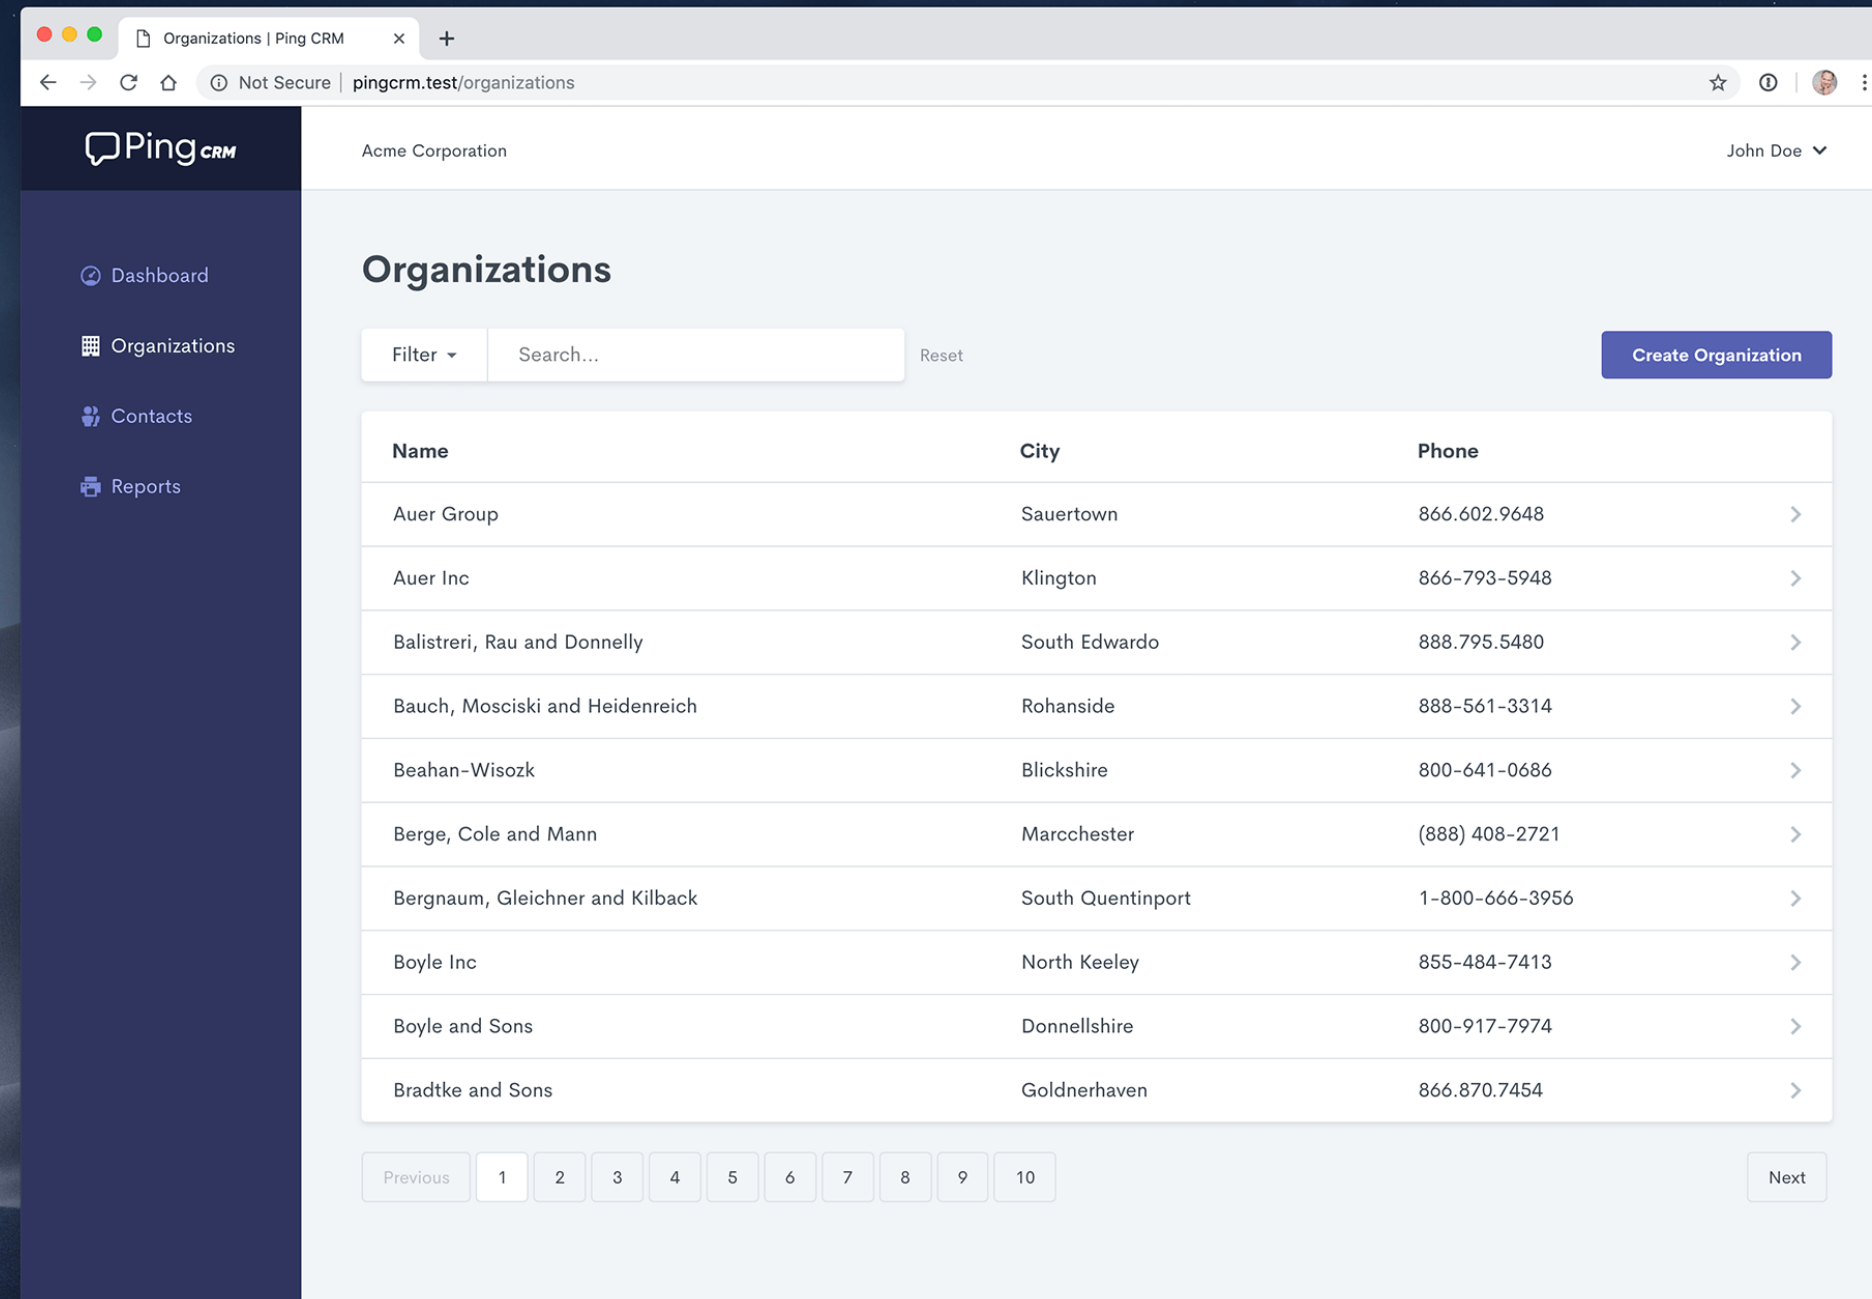 Organizations | Ping CRM
Not Secure | pingcrm.test/organizations
Ping CRM
Acme Corporation
John Doe
Dashboard
Organizations
Contacts
Reports
Organizations
Filter
Search...
Reset
Create Organization
Name City Phone
Auer Group Sauertown 866.602.9648
Auer Inc Klington 866-793-5948
Balistreri, Rau and Donnelly South Edwardo 888.795.5480
Bauch, Mosciski and Heidenreich Rohanside 888-561-3314
Beahan-Wisozk Blickshire 800-641-0686
Berge, Cole and Mann Marcchester (888) 408-2721
Bergnaum, Gleichner and Kilback South Quentinport 1-800-666-3956
Boyle Inc North Keeley 855-484-7413
Boyle and Sons Donnellshire 800-917-7974
Bradtke and Sons Goldnerhaven 866.870.7454
Previous 1 2 3 4 5 6 7 8 9 10 Next